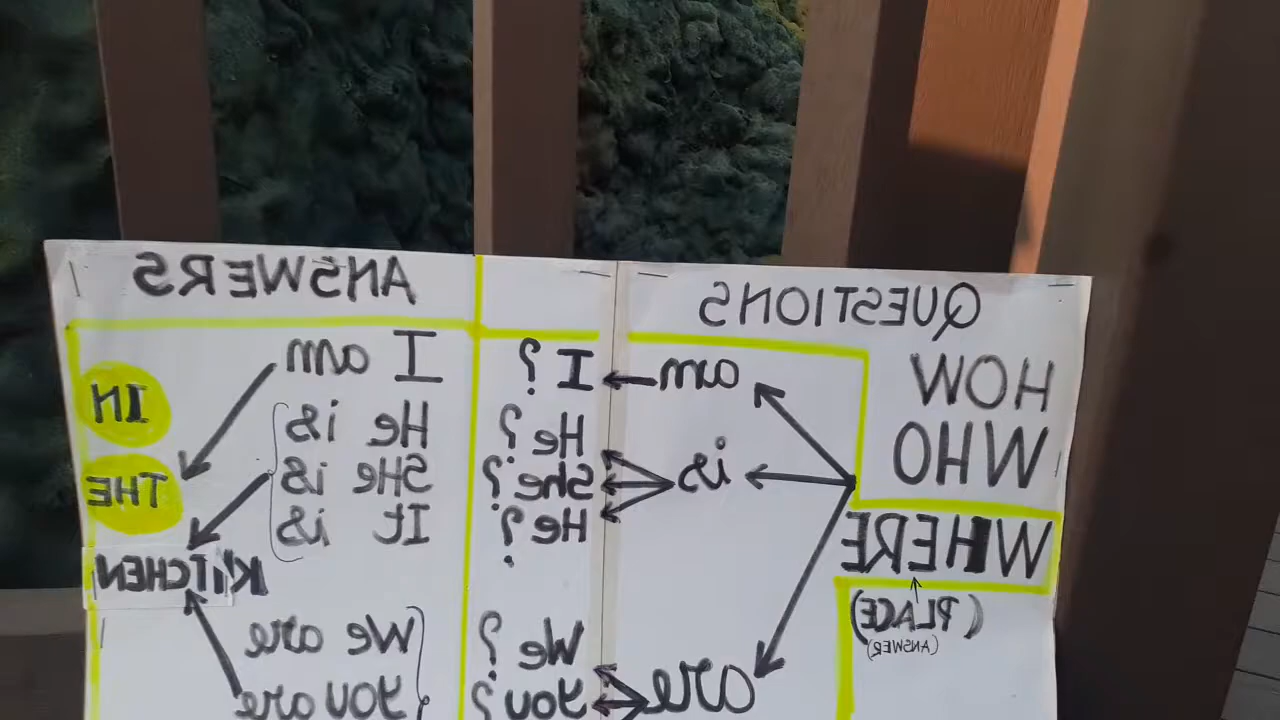 QUESTIONS
HOW
WHO
WHERE
(PLACE)
(ANSWER)
am
is
are
I?
He?
She?
He?
We?
You?
ANSWERS
I am
He is
SHe is
It is
We are
You are
IN
THE
KITCHEN